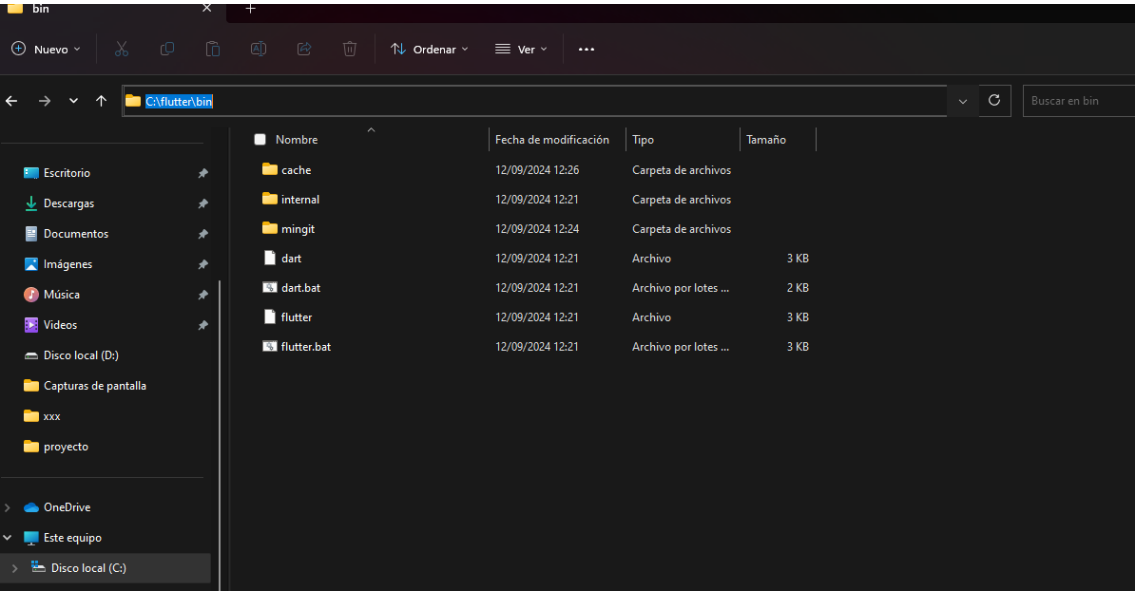 bin
Nuevo
Ordenar
Ver
C:\flutter\bin
Buscar en bin
Nombre Fecha de modificación Tipo Tamaño
cache 12/09/2024 12:26 Carpeta de archivos
internal 12/09/2024 12:21 Carpeta de archivos
mingit 12/09/2024 12:24 Carpeta de archivos
dart 12/09/2024 12:21 Archivo 3 KB
dart.bat 12/09/2024 12:21 Archivo por lotes ... 2 KB
flutter 12/09/2024 12:21 Archivo 3 KB
flutter.bat 12/09/2024 12:21 Archivo por lotes ... 3 KB
Escritorio
Descargas
Documentos
Imágenes
Música
Videos
Disco local (D:)
Capturas de pantalla
xxx
proyecto
OneDrive
Este equipo
Disco local (C:)